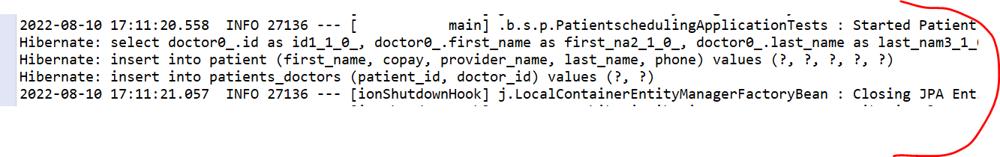 2022-08-10 17:11:20.558  INFO 27136 --- [           main] .b.s.p.PatientschedulingApplicationTests : Started Patient
Hibernate: select doctor0_.id as id1_1_0_, doctor0_.first_name as first_na2_1_0_, doctor0_.last_name as last_nam3_1_
Hibernate: insert into patient (first_name, copay, provider_name, last_name, phone) values (?, ?, ?, ?, ?)
Hibernate: insert into patients_doctors (patient_id, doctor_id) values (?, ?)
2022-08-10 17:11:21.057  INFO 27136 --- [ionShutdownHook] j.LocalContainerEntityManagerFactoryBean : Closing JPA Ent